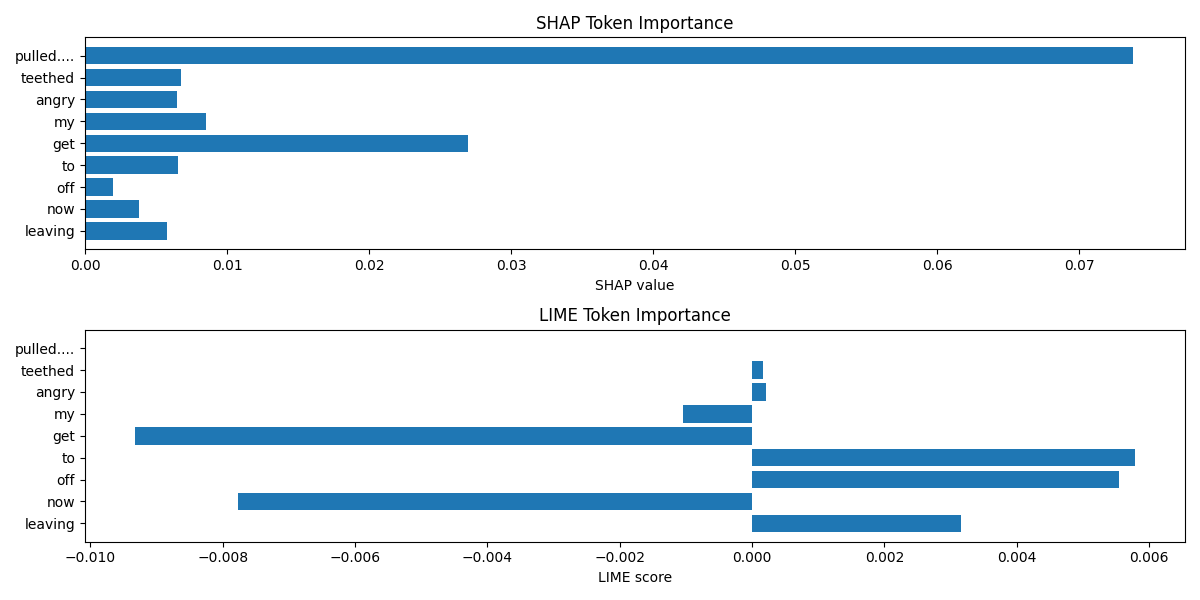 SHAP Token Importance
pulled....
teethed
angry
my
get
to
off
now
leaving
0.00 0.01 0.02 0.03 0.04 0.05 0.06 0.07
SHAP value
LIME Token Importance
pulled....
teethed
angry
my
get
to
off
now
leaving
−0.010 −0.008 −0.006 −0.004 −0.002 0.000 0.002 0.004 0.006
LIME score